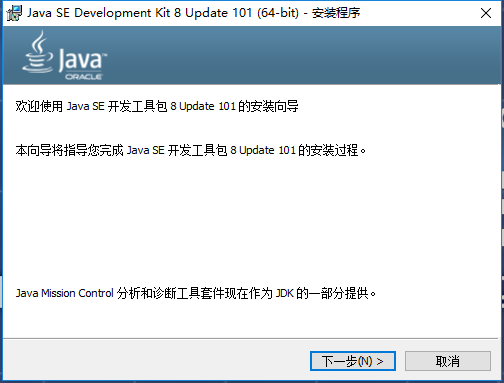 Java SE Development Kit 8 Update 101 (64-bit) - 安装程序
Java™
ORACLE
欢迎使用 Java SE 开发工具包 8 Update 101 的安装向导
本向导将指导您完成 Java SE 开发工具包 8 Update 101 的安装过程。
Java Mission Control 分析和诊断工具套件现在作为 JDK 的一部分提供。
下一步(N) >
取消